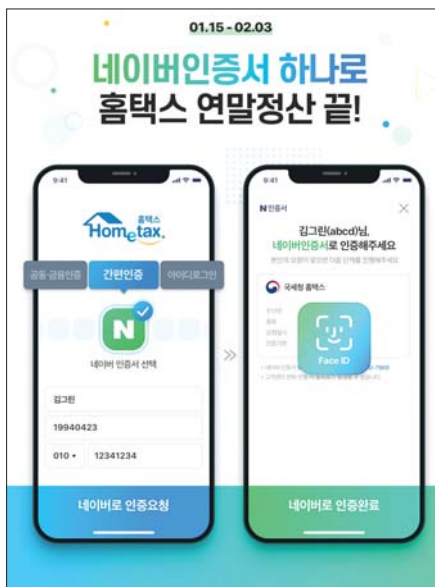 01.15 - 02.03
네이버인증서 하나로
홈택스 연말정산 끝!
9:41
홈택스
Hometax.
공동·금융인증
간편인증
아이디로그인
N
네이버 인증서 선택
김그린
19940423
010
12341234
네이버로 인증요청
9:41
N인증서
김그린(abcd)님,
네이버인증서로 인증해주세요
국세청 홈택스
Face ID
네이버로 인증완료